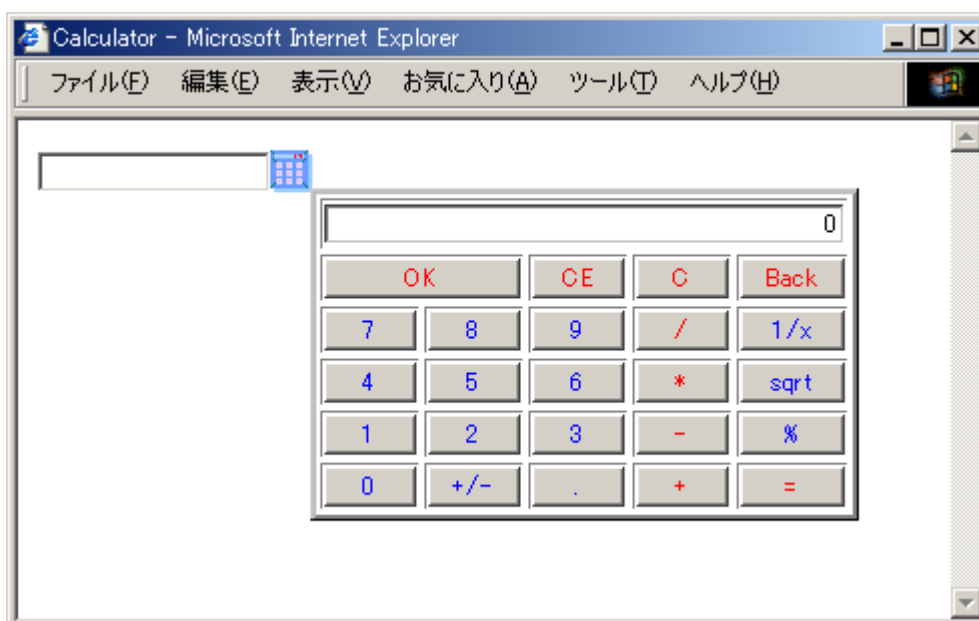 Calculator - Microsoft Internet Explorer
ファイル(F) 編集(E) 表示(V) お気に入り(A) ツール(T) ヘルプ(H)
0
OK CE C Back
7 8 9 / 1/x
4 5 6 * sqrt
1 2 3 - %
0 +/- . + =